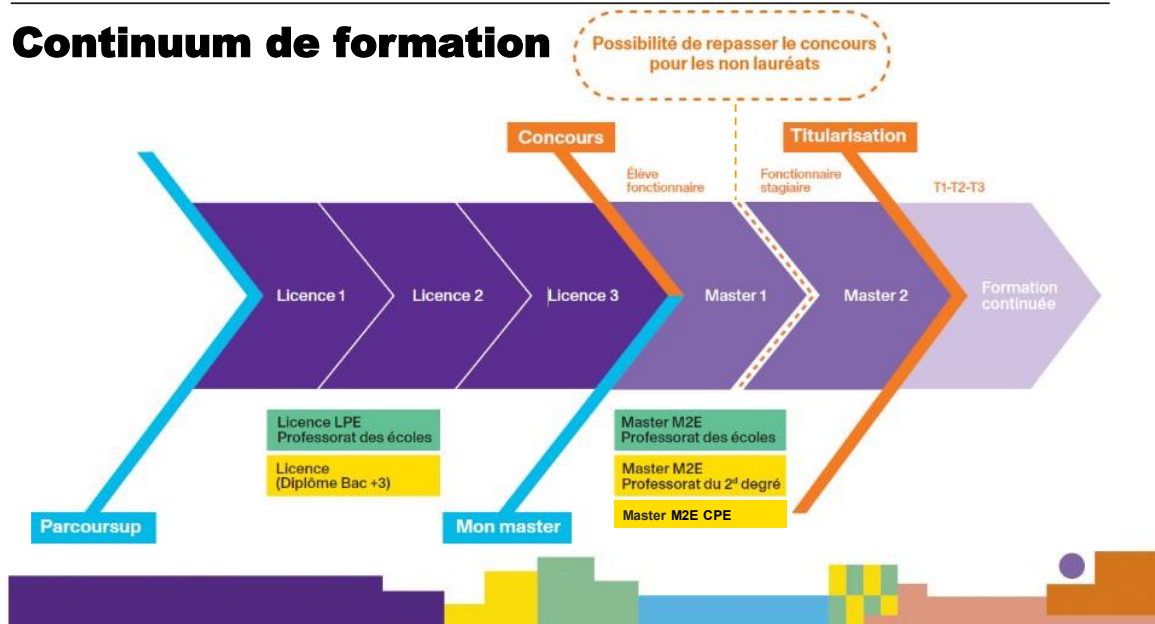 Continuum de formation
Possibilité de repasser le concours
pour les non lauréats
Concours
Titularisation
Élève
fonctionnaire
Fonctionnaire
stagiaire
T1-T2-T3
Licence 1
Licence 2
Licence 3
Master 1
Master 2
Formation
continuée
Licence LPE
Professorat des écoles
Licence
(Diplôme Bac +3)
Master M2E
Professorat des écoles
Master M2E
Professorat du 2ᵈ degré
Master M2E CPE
Parcoursup
Mon master